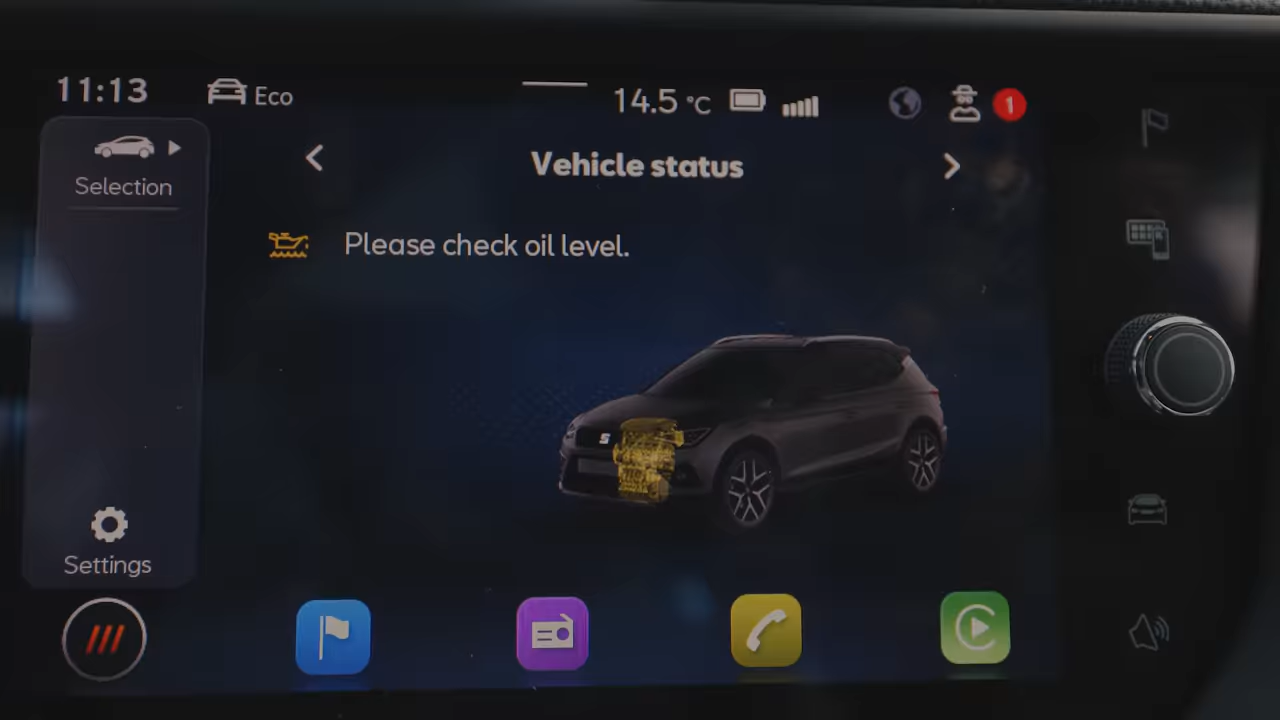 11:13
Eco
14.5 °C
1
Selection
Vehicle status
Please check oil level.
S
Settings